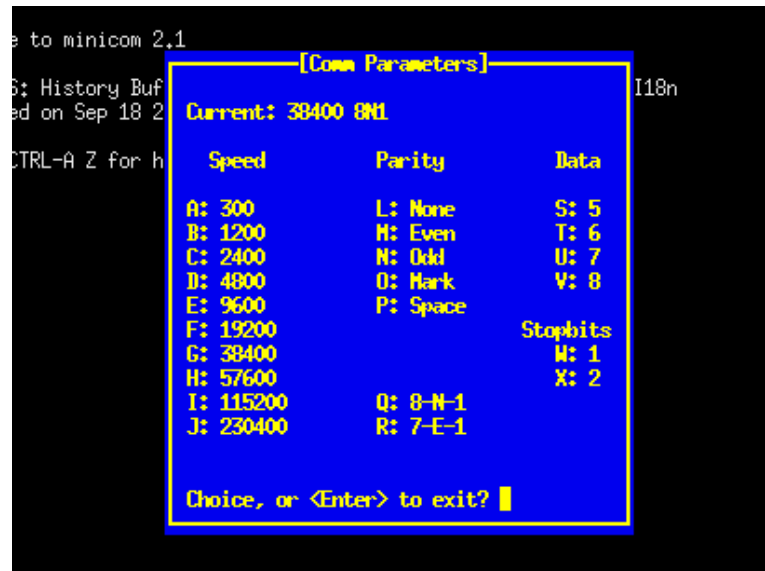 e to minicom 2.1
[Comm Parameters]
S: History Buf I18n
ed on Sep 18 2
Current: 38400 8N1
CTRL-A Z for h
Speed Parity Data
A: 300 L: None S: 5
B: 1200 M: Even T: 6
C: 2400 N: Odd U: 7
D: 4800 O: Mark V: 8
E: 9600 P: Space
F: 19200 Stopbits
G: 38400 W: 1
H: 57600 X: 2
I: 115200 Q: 8-N-1
J: 230400 R: 7-E-1
Choice, or <Enter> to exit?